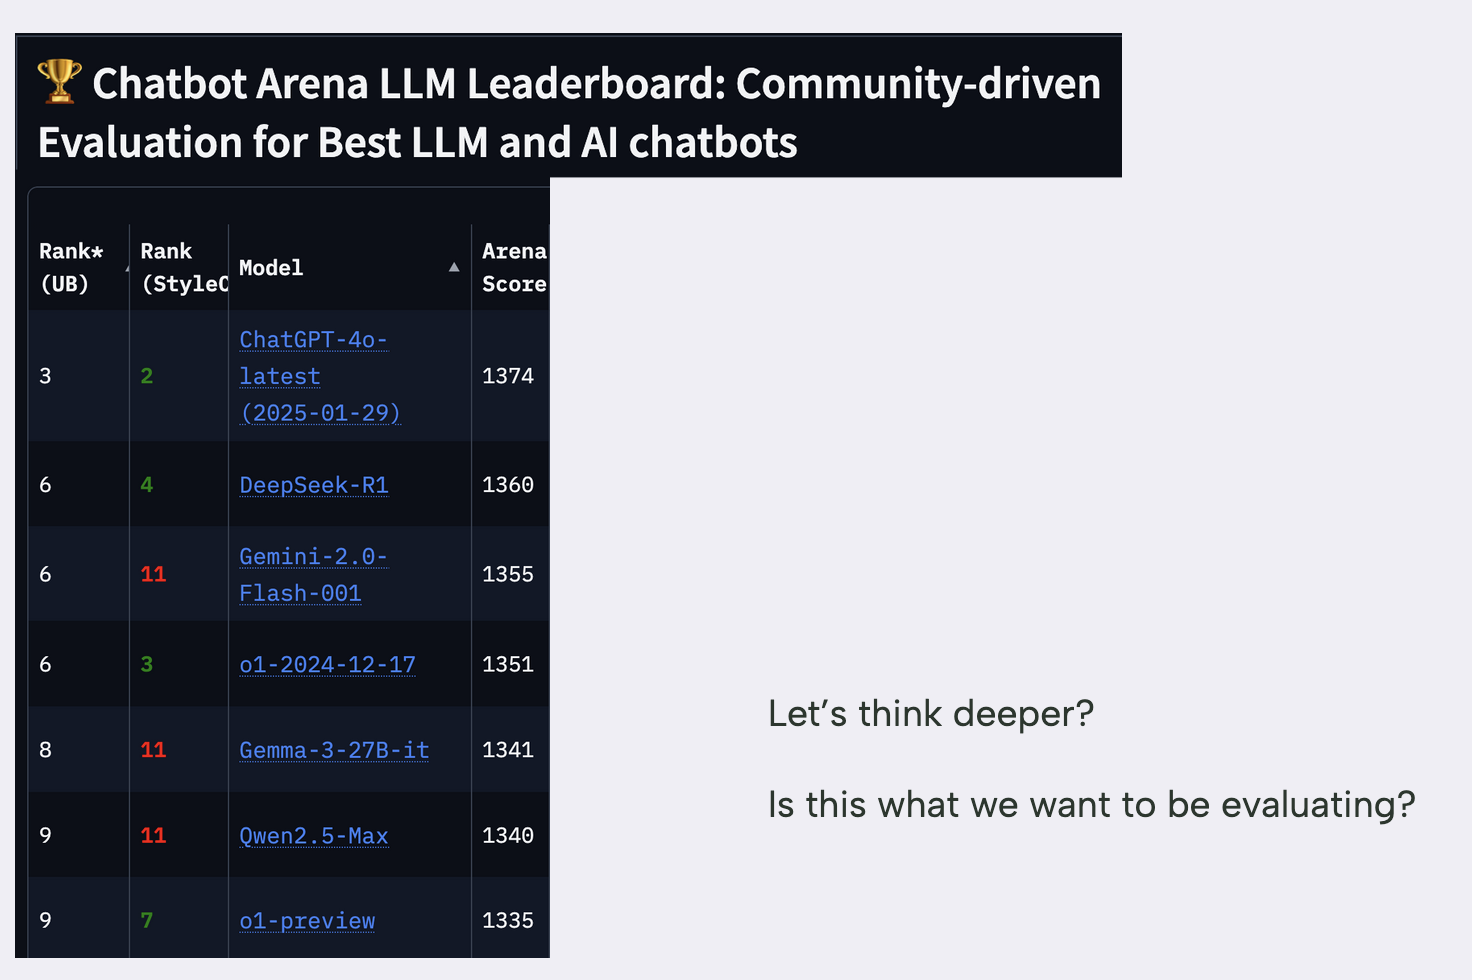 🏆 Chatbot Arena LLM Leaderboard: Community-driven
Evaluation for Best LLM and AI chatbots
Rank* (UB) ▲ Rank (StyleC Model ▲ Arena Score
3 2 ChatGPT-4o-latest (2025-01-29) 1374
6 4 DeepSeek-R1 1360
6 11 Gemini-2.0-Flash-001 1355
6 3 o1-2024-12-17 1351
8 11 Gemma-3-27B-it 1341
9 11 Qwen2.5-Max 1340
9 7 o1-preview 1335
Let’s think deeper?
Is this what we want to be evaluating?